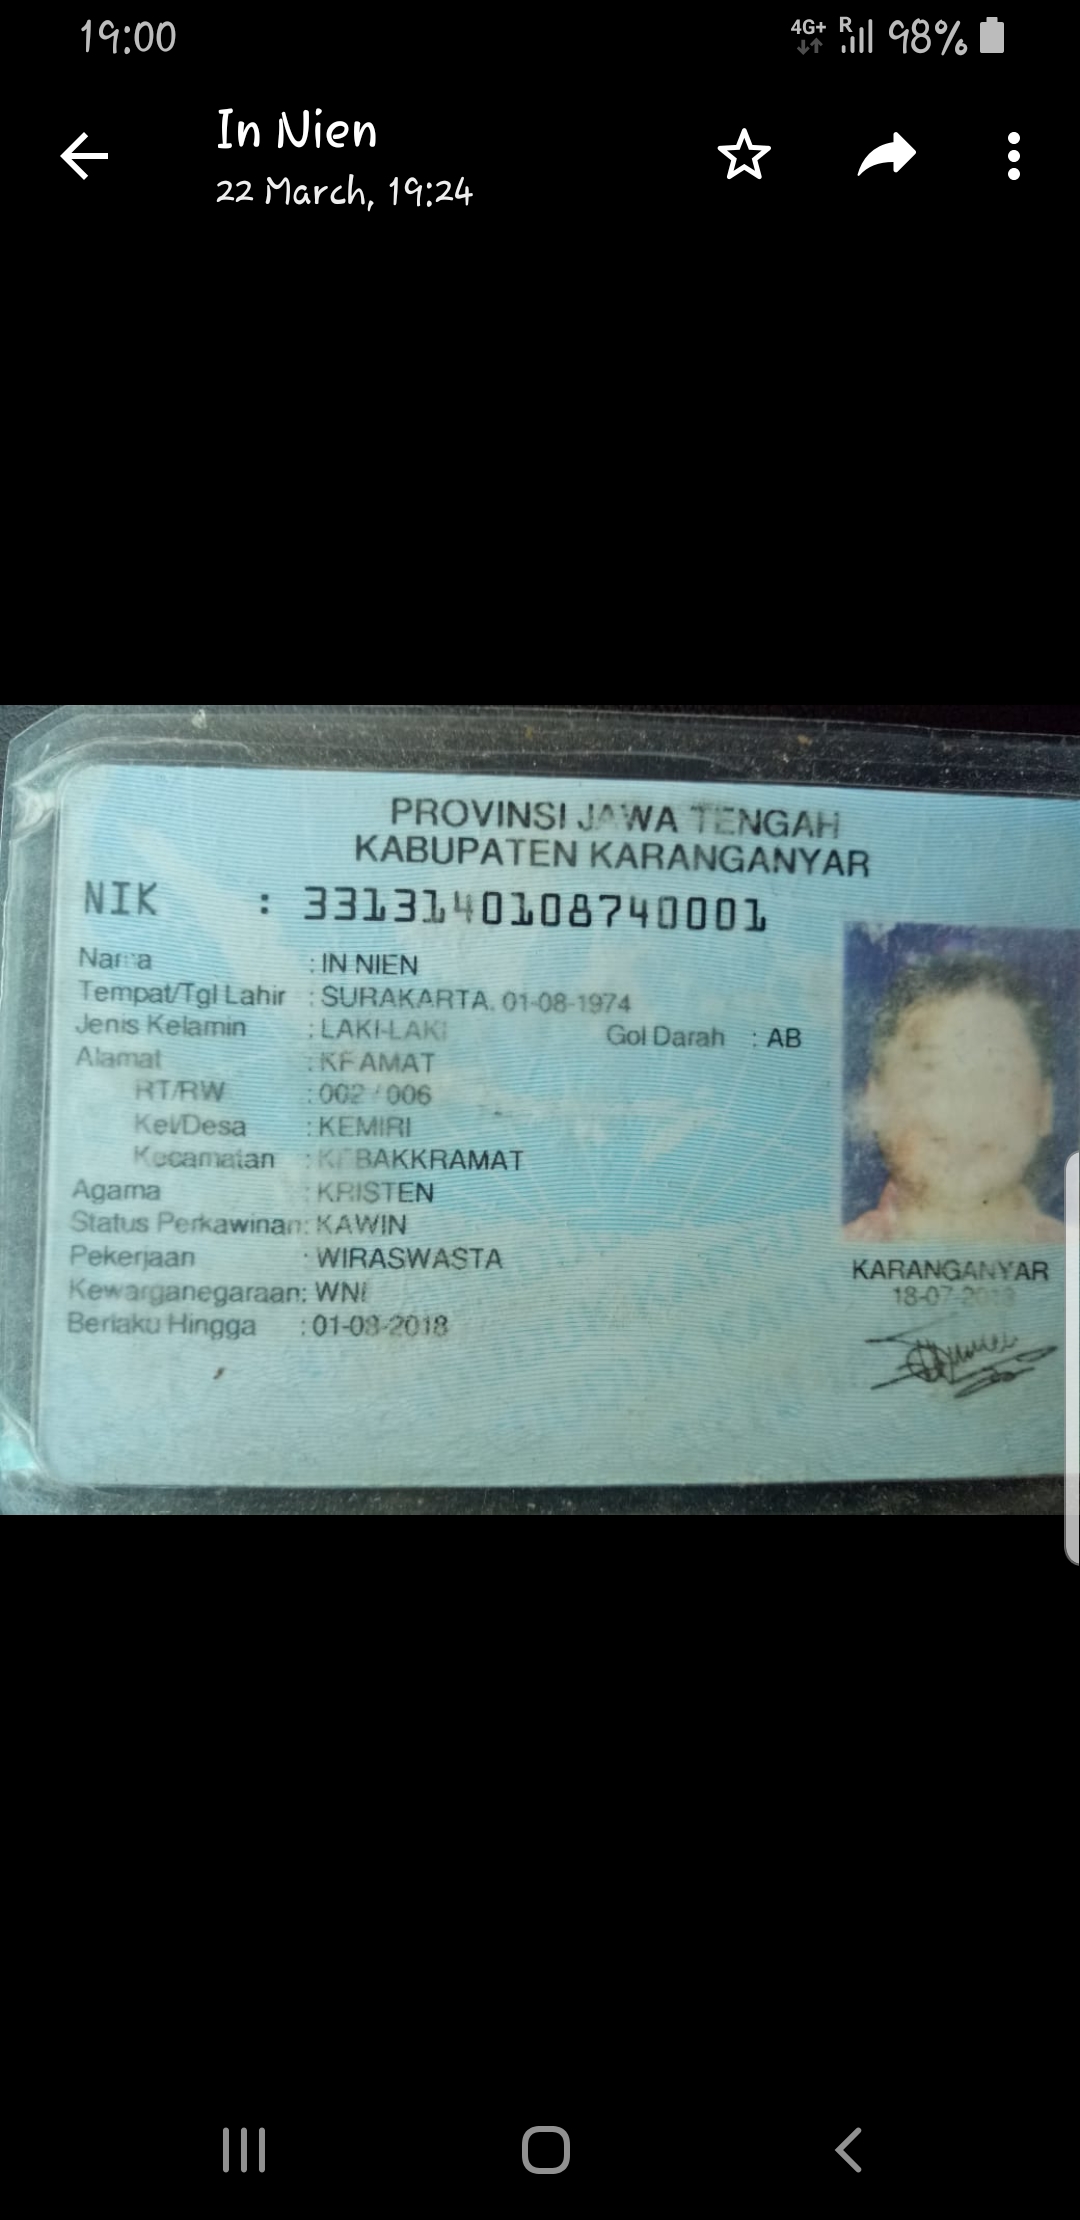 19:00 4G+ R 98%
In Nien
22 March, 19:24
PROVINSI JAWA TENGAH
KABUPATEN KARANGANYAR
NIK : 3313140108740001
Nama : IN NIEN
Tempat/Tgl Lahir : SURAKARTA, 01-08-1974
Jenis Kelamin : LAKI-LAKI Gol Darah : AB
Alamat :
RT/RW : 002 / 006
Kel/Desa : KEMIRI
Kecamatan : KEBAKKRAMAT
Agama : KRISTEN
Status Perkawinan: KAWIN
Pekerjaan : WIRASWASTA
Kewarganegaraan: WNI
Berlaku Hingga : 01-08-2018
KARANGANYAR
18-07-